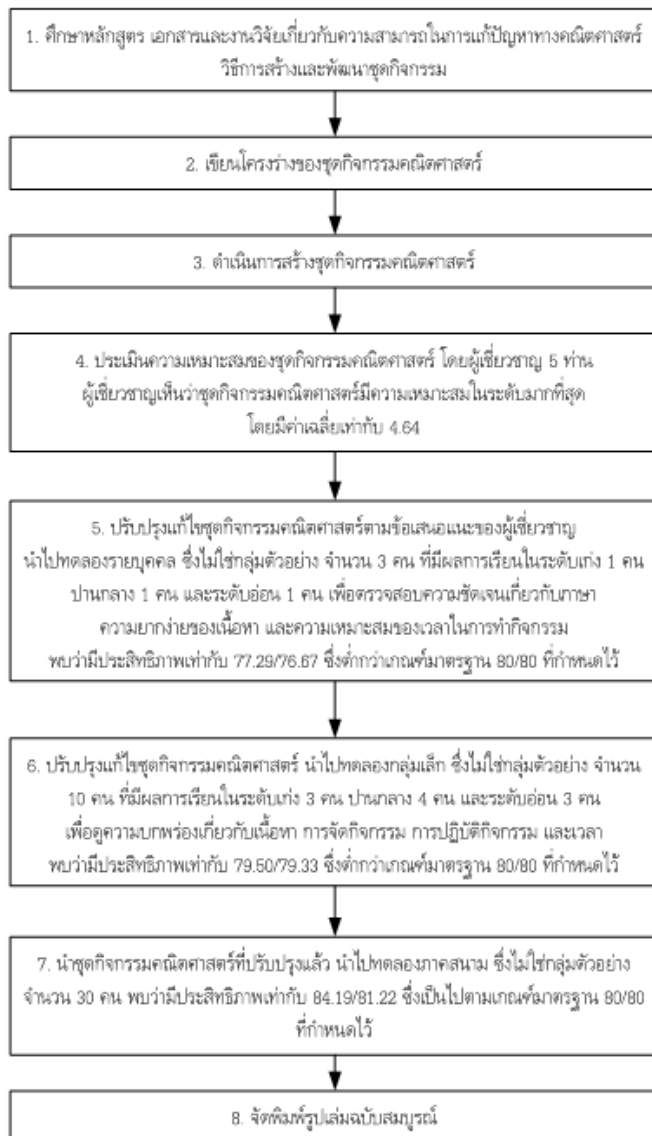 1. ศึกษาหลักสูตร เอกสารและงานวิจัยเกี่ยวกับความสามารถในการแก้ปัญหาทางคณิตศาสตร์
วิธีการสร้างและพัฒนาชุดกิจกรรม
2. เขียนโครงร่างของชุดกิจกรรมคณิตศาสตร์
3. ดำเนินการสร้างชุดกิจกรรมคณิตศาสตร์
4. ประเมินความเหมาะสมของชุดกิจกรรมคณิตศาสตร์ โดยผู้เชี่ยวชาญ 5 ท่าน
ผู้เชี่ยวชาญเห็นว่าชุดกิจกรรมคณิตศาสตร์มีความเหมาะสมในระดับมากที่สุด
โดยมีค่าเฉลี่ยเท่ากับ 4.64
5. ปรับปรุงแก้ไขชุดกิจกรรมคณิตศาสตร์ตามข้อเสนอแนะของผู้เชี่ยวชาญ
นำไปทดลองรายบุคคล ซึ่งไม่ใช่กลุ่มตัวอย่าง จำนวน 3 คน ที่มีผลการเรียนในระดับเก่ง 1 คน
ปานกลาง 1 คน และระดับอ่อน 1 คน เพื่อตรวจสอบความชัดเจนเกี่ยวกับภาษา
ความยากง่ายของเนื้อหา และความเหมาะสมของเวลาในการทำกิจกรรม
พบว่ามีประสิทธิภาพเท่ากับ 77.29/76.67 ซึ่งต่ำกว่าเกณฑ์มาตรฐาน 80/80 ที่กำหนดไว้
6. ปรับปรุงแก้ไขชุดกิจกรรมคณิตศาสตร์ นำไปทดลองกลุ่มเล็ก ซึ่งไม่ใช่กลุ่มตัวอย่าง จำนวน
10 คน ที่มีผลการเรียนในระดับเก่ง 3 คน ปานกลาง 4 คน และระดับอ่อน 3 คน
เพื่อดูความบกพร่องเกี่ยวกับเนื้อหา การจัดกิจกรรม การปฏิบัติกิจกรรม และเวลา
พบว่ามีประสิทธิภาพเท่ากับ 79.50/79.33 ซึ่งต่ำกว่าเกณฑ์มาตรฐาน 80/80 ที่กำหนดไว้
7. นำชุดกิจกรรมคณิตศาสตร์ที่ปรับปรุงแล้ว นำไปทดลองภาคสนาม ซึ่งไม่ใช่กลุ่มตัวอย่าง
จำนวน 30 คน พบว่ามีประสิทธิภาพเท่ากับ 84.19/81.22 ซึ่งเป็นไปตามเกณฑ์มาตรฐาน 80/80
ที่กำหนดไว้
8. จัดพิมพ์รูปเล่มฉบับสมบูรณ์